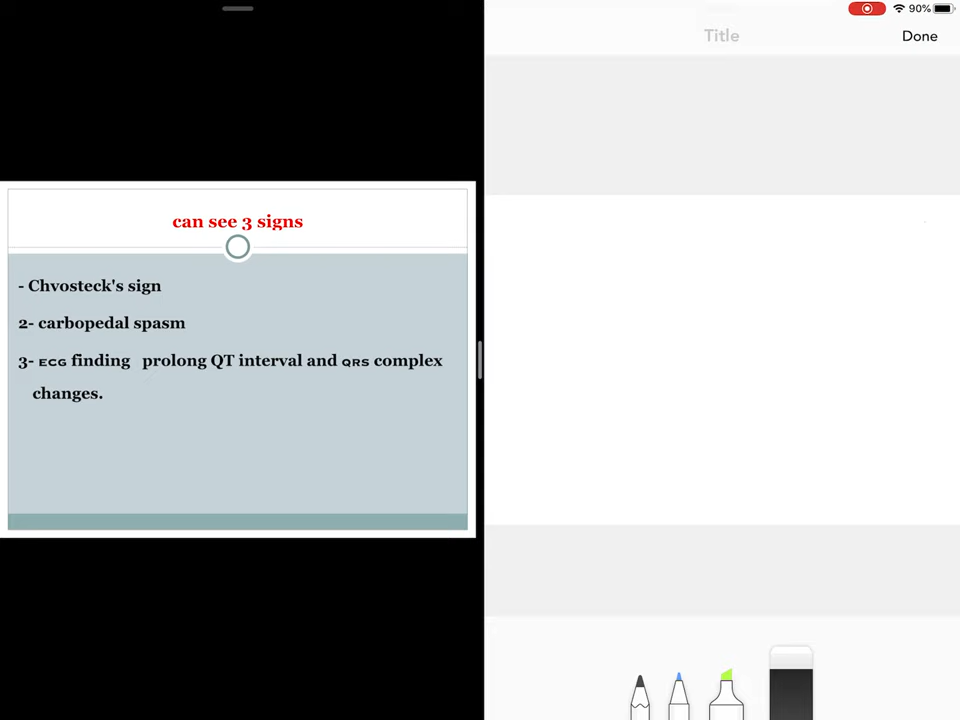 90%
Title
Done
can see 3 signs
- Chvosteck's sign
2- carbopedal spasm
3- ECG finding prolong QT interval and QRS complex
changes.